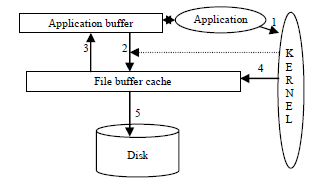 Application buffer
Application
1
3
2
K
E
R
N
E
L
4
File buffer cache
5
Disk